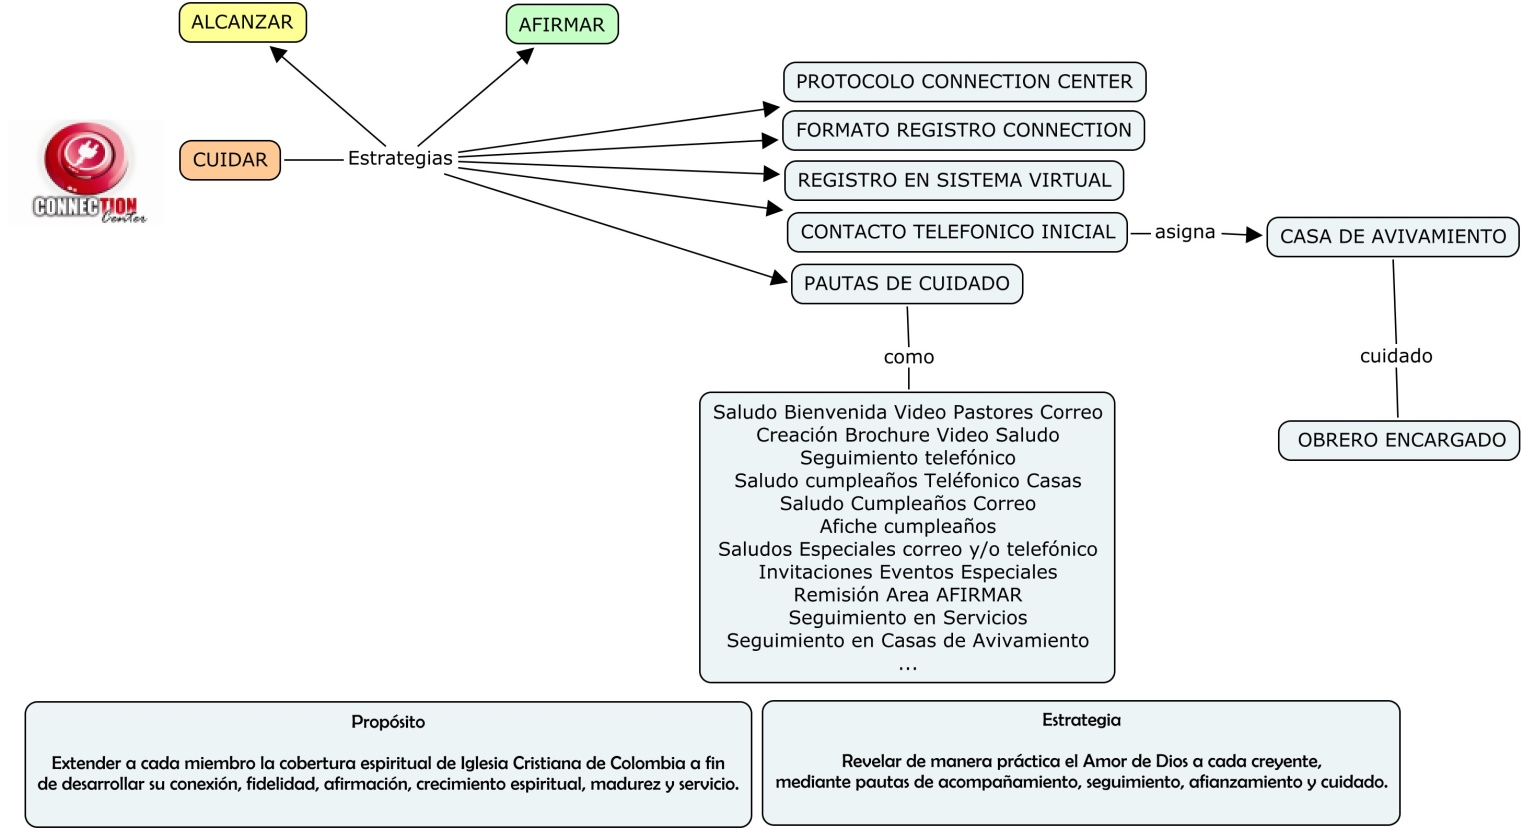 ALCANZAR
AFIRMAR
PROTOCOLO CONNECTION CENTER
FORMATO REGISTRO CONNECTION
CUIDAR
Estrategias
REGISTRO EN SISTEMA VIRTUAL
CONNECTION
Center
CONTACTO TELEFONICO INICIAL
asigna
CASA DE AVIVAMIENTO
PAUTAS DE CUIDADO
como
cuidado
Saludo Bienvenida Video Pastores Correo
Creación Brochure Video Saludo
Seguimiento telefónico
Saludo cumpleaños Teléfonico Casas
Saludo Cumpleaños Correo
Afiche cumpleaños
Saludos Especiales correo y/o telefónico
Invitaciones Eventos Especiales
Remisión Area AFIRMAR
Seguimiento en Servicios
Seguimiento en Casas de Avivamiento
...
OBRERO ENCARGADO
Propósito
Extender a cada miembro la cobertura espiritual de Iglesia Cristiana de Colombia a fin
de desarrollar su conexión, fidelidad, afirmación, crecimiento espiritual, madurez y servicio.
Estrategia
Revelar de manera práctica el Amor de Dios a cada creyente,
mediante pautas de acompañamiento, seguimiento, afianzamiento y cuidado.